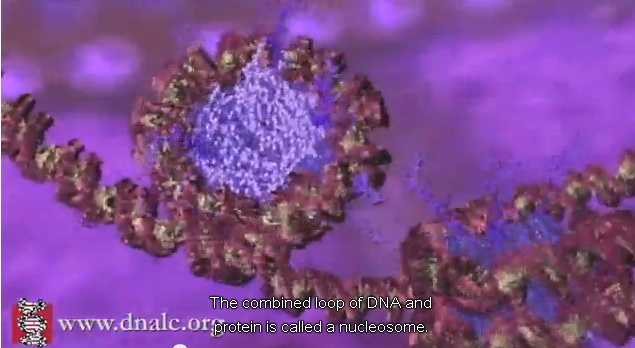 The combined loop of DNA and
protein is called a nucleosome.
www.dnalc.org